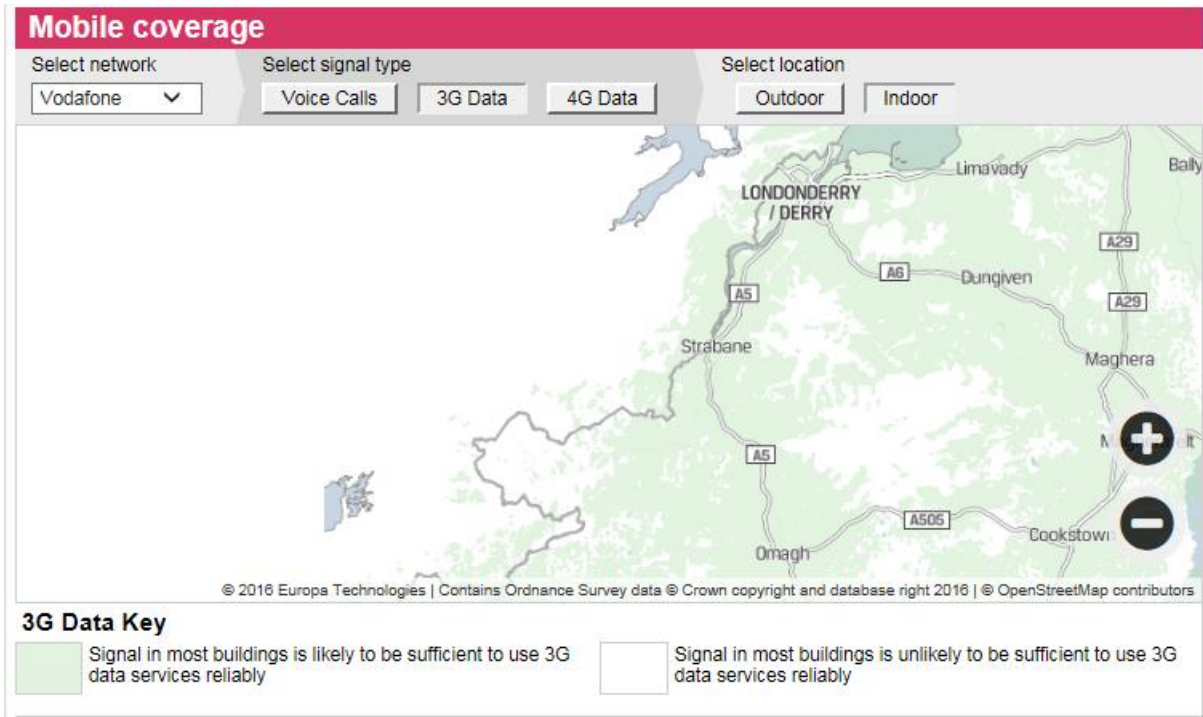 Mobile coverage
Select network
Select signal type
Select location
Vodafone
Voice Calls
3G Data
4G Data
Outdoor
Indoor
Limavady
Bally
LONDONDERRY
/ DERRY
A29
A6
Dungiven
A5
A29
Strabane
Maghera
A5
A505
Cookstown
Omagh
© 2016 Europa Technologies | Contains Ordnance Survey data © Crown copyright and database right 2016 | © OpenStreetMap contributors
3G Data Key
Signal in most buildings is likely to be sufficient to use 3G
data services reliably
Signal in most buildings is unlikely to be sufficient to use 3G
data services reliably